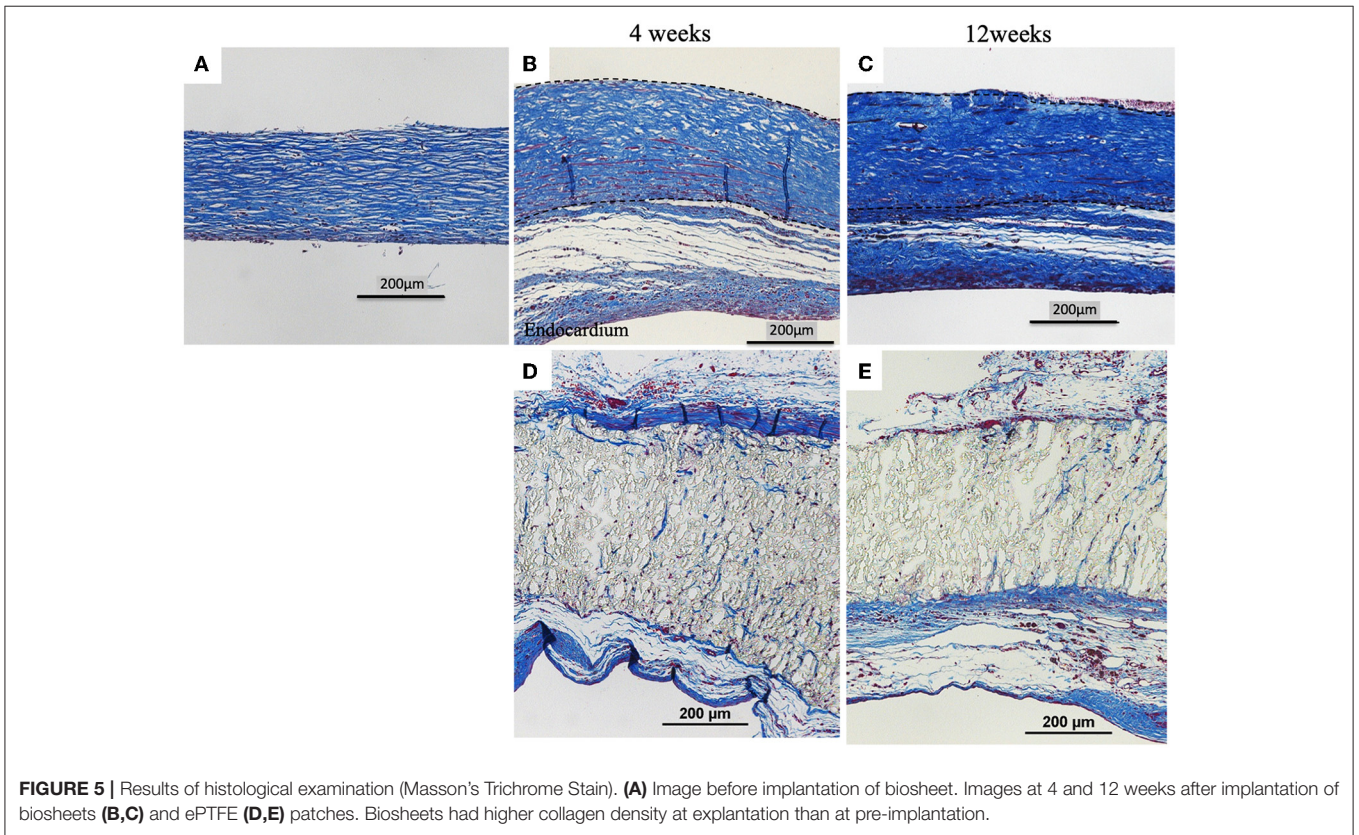 4 weeks
12weeks
A
B
C
200µm
Endocardium
200µm
200µm
D
E
200 µm
200 µm
FIGURE 5 | Results of histological examination (Masson's Trichrome Stain). (A) Image before implantation of biosheet. Images at 4 and 12 weeks after implantation of
biosheets (B,C) and ePTFE (D,E) patches. Biosheets had higher collagen density at explantation than at pre-implantation.